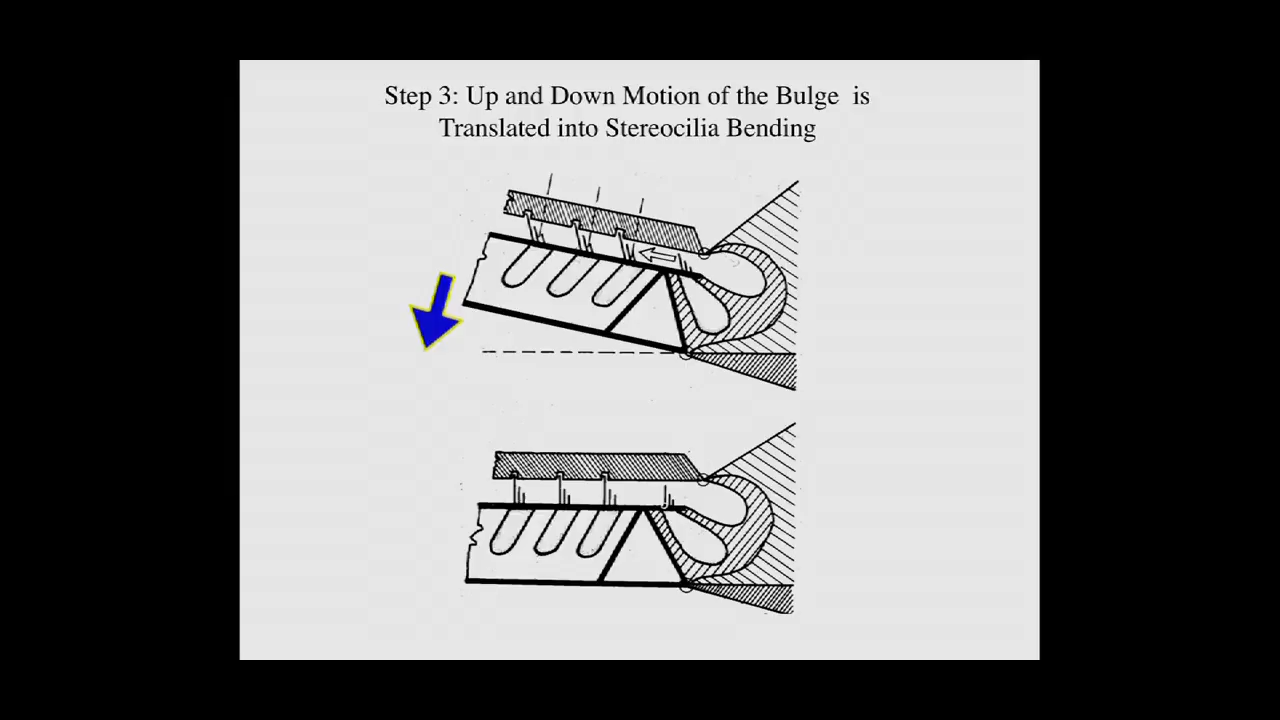 Step 3: Up and Down Motion of the Bulge is
Translated into Stereocilia Bending